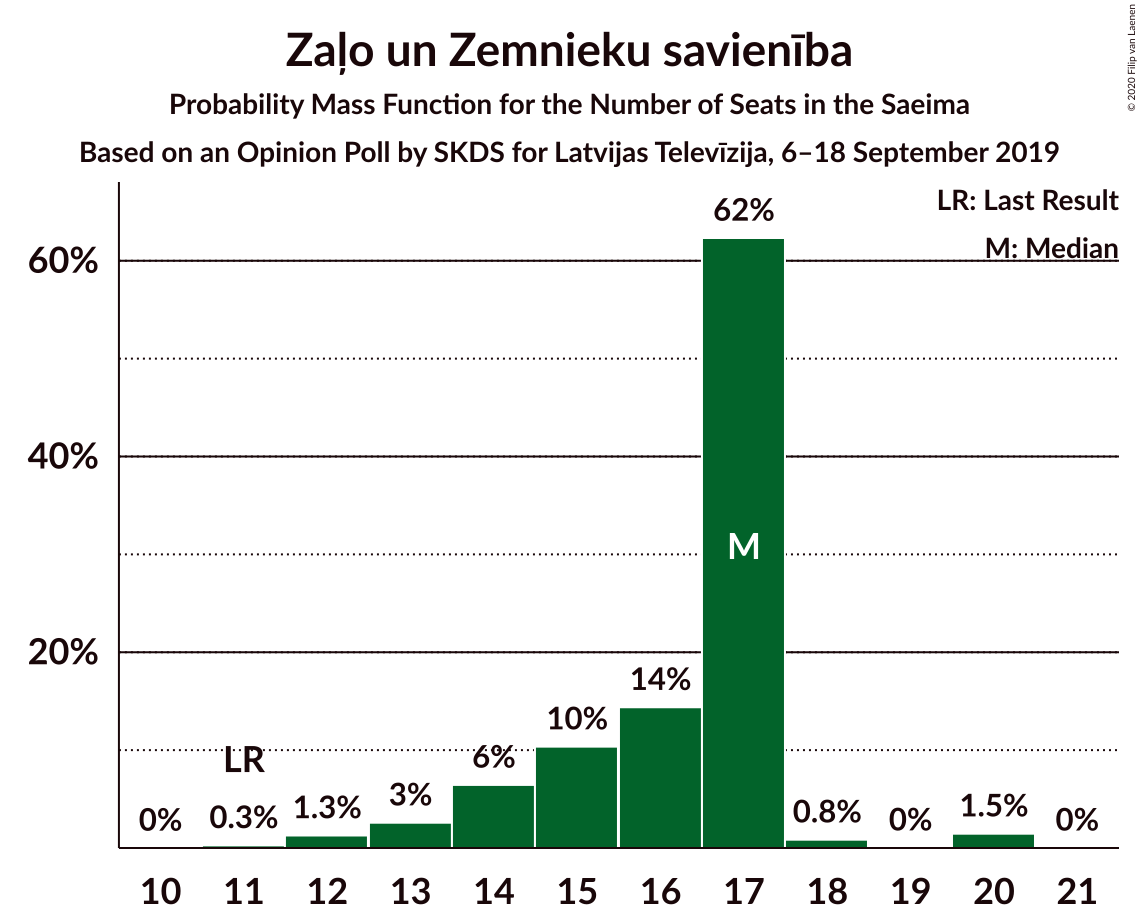 Zaļo un Zemnieku savienība
Probability Mass Function for the Number of Seats in the Saeima
Based on an Opinion Poll by SKDS for Latvijas Televīzija, 6–18 September 2019
© 2020 Filip van Laenen
LR: Last Result
M: Median
60%
40%
20%
0%
0.3%
LR
1.3%
3%
6%
10%
14%
62%
M
0.8%
0%
1.5%
0%
10 11 12 13 14 15 16 17 18 19 20 21